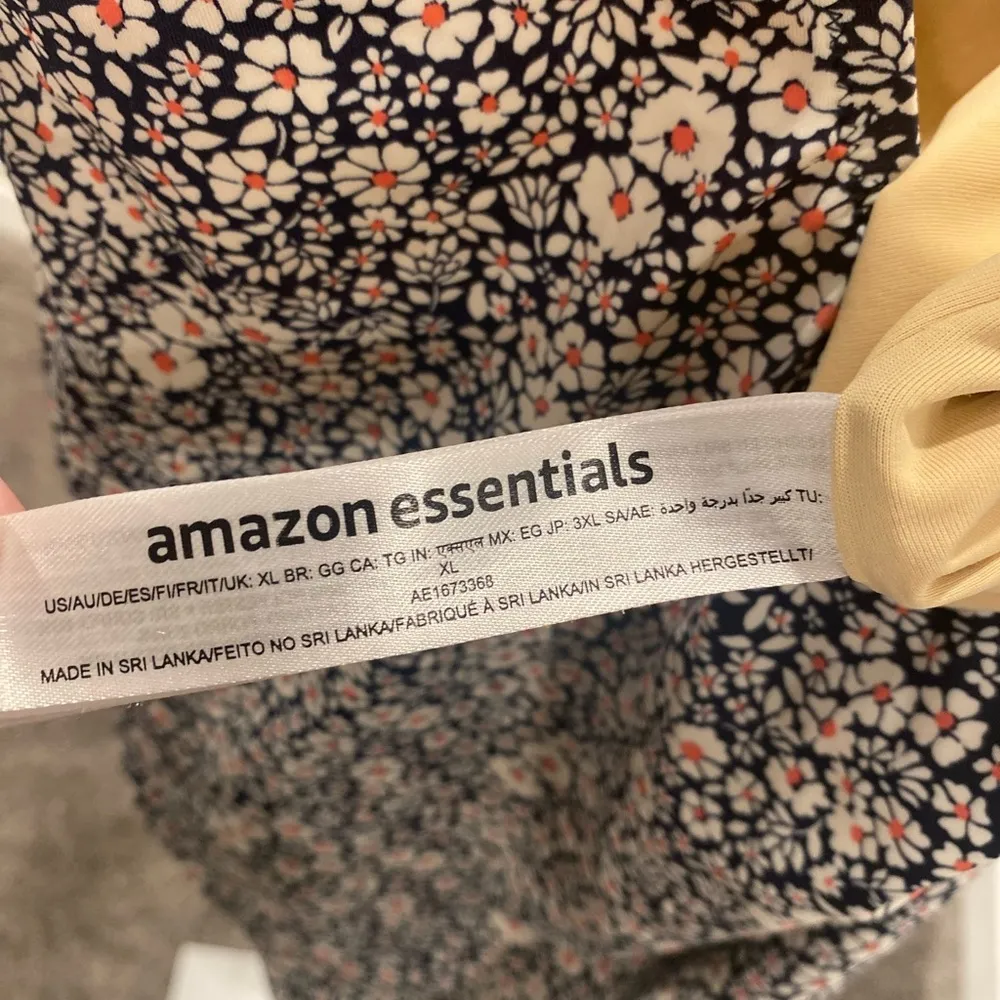 amazon essentials
US/AU/DE/ES/FI/FR/IT/UK: XL BR: GG CA: TG IN: एक्सएल MX: EG JP: 3XL SA/AE: كبير جدًا بدرجة واحدة TU:
XL
AE1673368
MADE IN SRI LANKA/FEITO NO SRI LANKA/FABRIQUÉ À SRI LANKA/IN SRI LANKA HERGESTELLT/